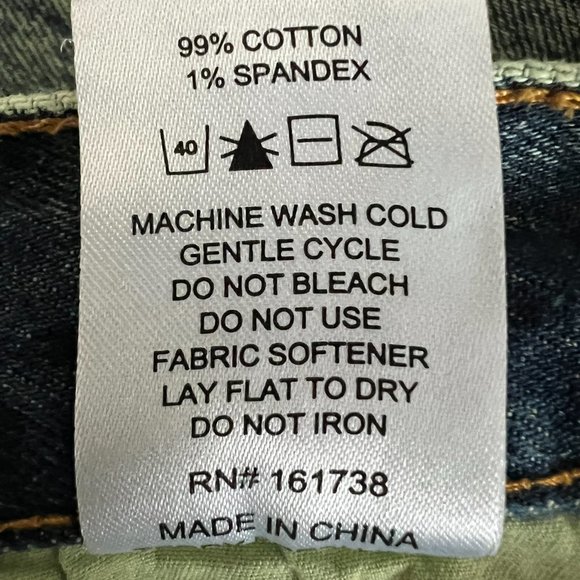 99% COTTON
1% SPANDEX
40
MACHINE WASH COLD
GENTLE CYCLE
DO NOT BLEACH
DO NOT USE
FABRIC SOFTENER
LAY FLAT TO DRY
DO NOT IRON
RN# 161738
MADE IN CHINA